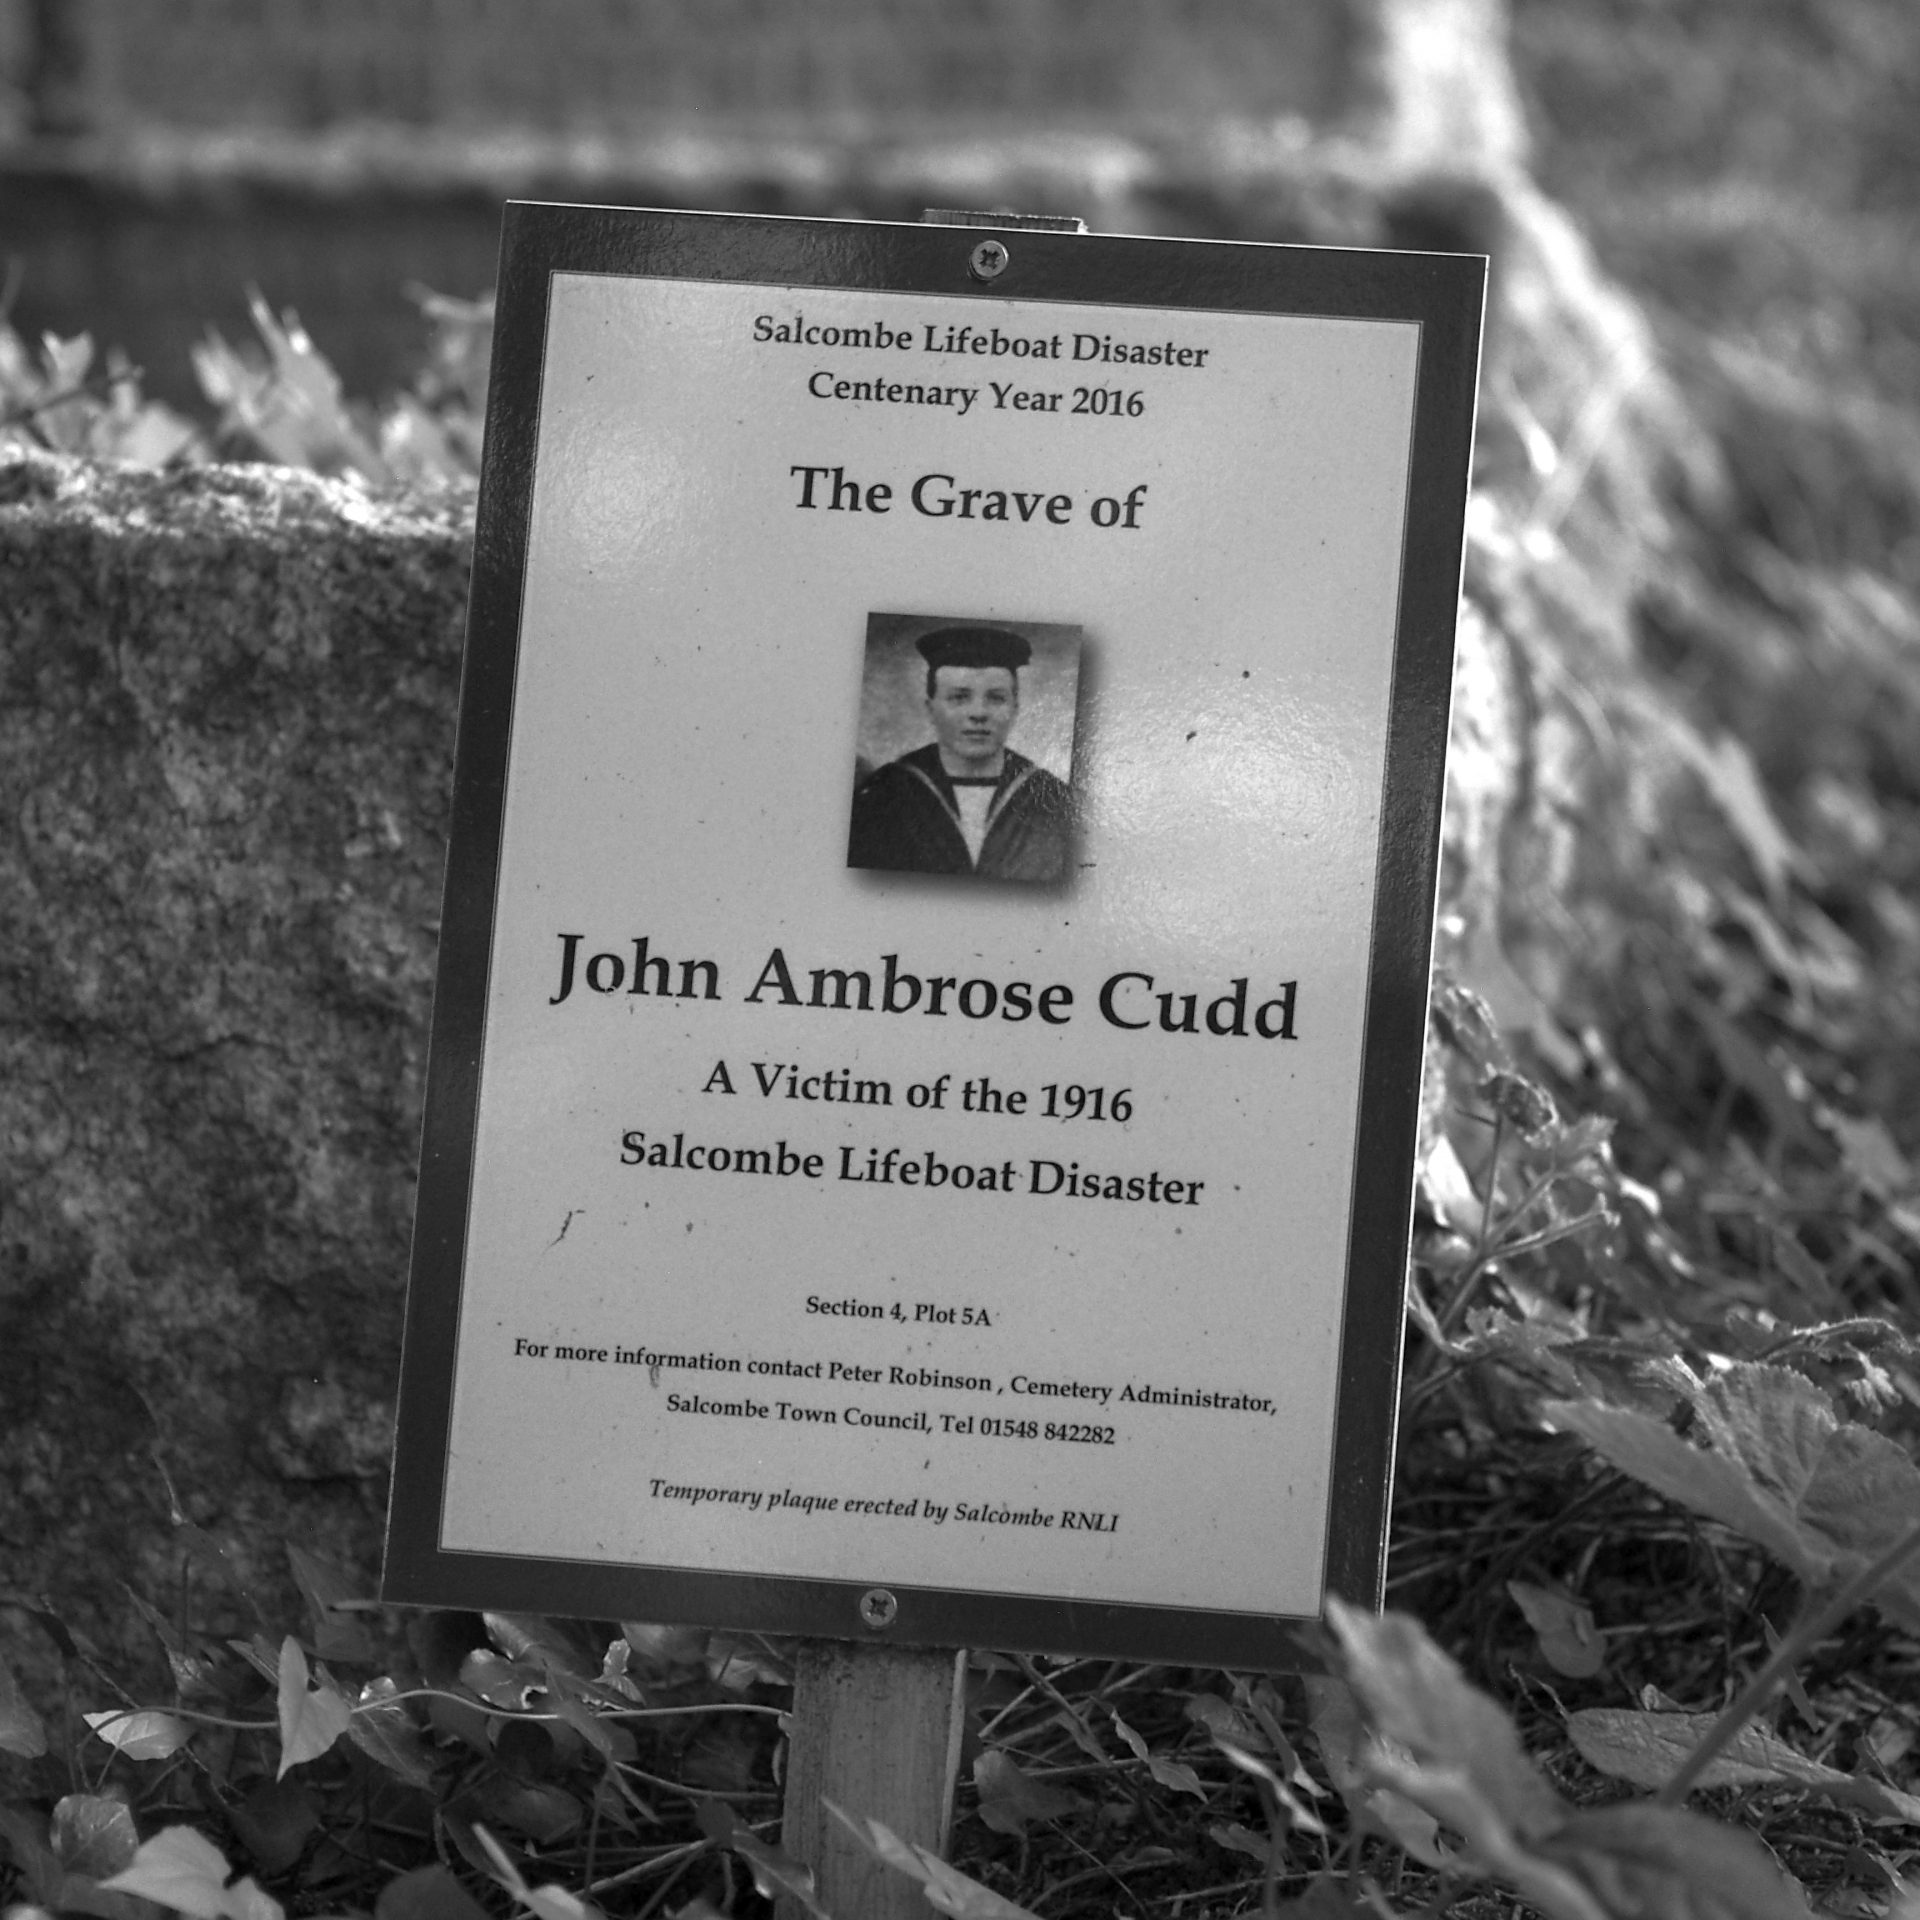 Salcombe Lifeboat Disaster
Centenary Year 2016
The Grave of
John Ambrose Cudd
A Victim of the 1916
Salcombe Lifeboat Disaster
Section 4, Plot 5A
For more information contact Peter Robinson , Cemetery Administrator,
Salcombe Town Council, Tel 01548 842282
Temporary plaque erected by Salcombe RNLI